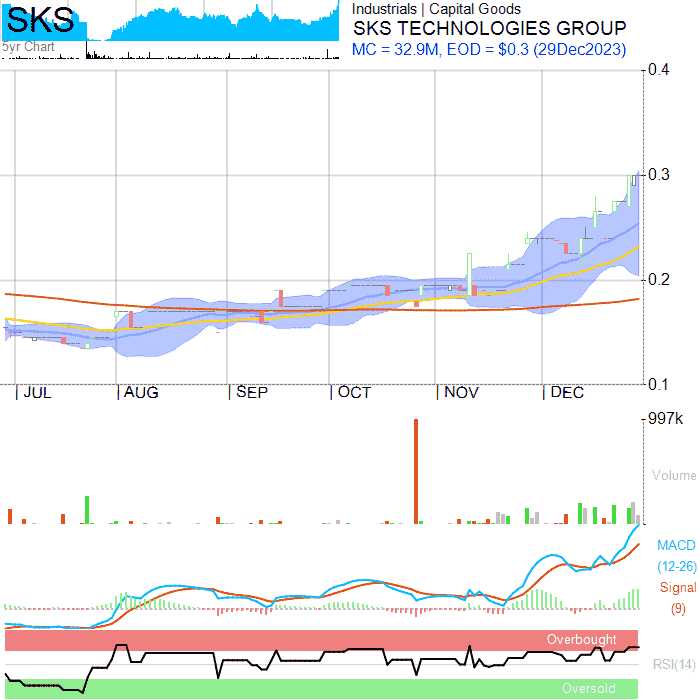 SKS
5yr Chart
Industrials | Capital Goods
SKS TECHNOLOGIES GROUP
MC = 32.9M, EOD = $0.3 (29Dec2023)
0.4
0.3
0.2
0.1
JUL AUG SEP OCT NOV DEC
997k
Volume
MACD
(12-26)
Signal
(9)
Overbought
RSI(14)
Oversold